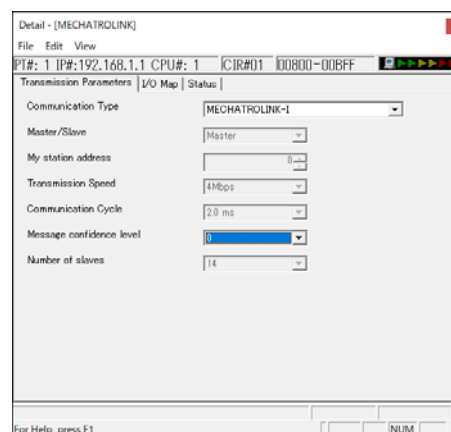 Detail - [MECHATROLINK]
File Edit View
PT#: 1 IP#:192.168.1.1 CPU#: 1 CIR#01 00800-00BFF
Transmission Parameters I/O Map Status
Communication Type MECHATROLINK-I
Master/Slave Master
My station address 0
Transmission Speed 4Mbps
Communication Cycle 2.0 ms
Message confidence level 0
Number of slaves 14
For Help, press F1 NUM